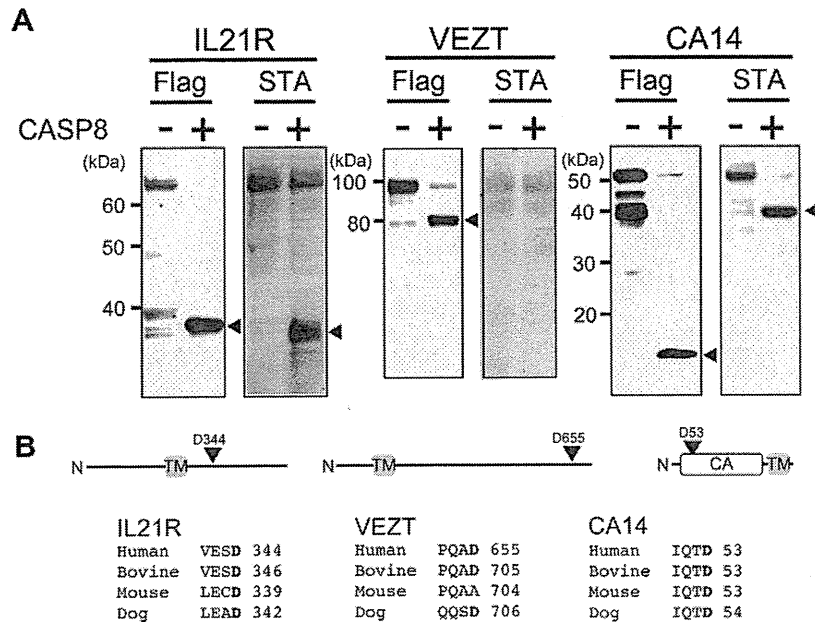 A
IL21R VEZT CA14
Flag STA Flag STA Flag STA
CASP8 - + - + - + - + - + - +
(kDa) (kDa) (kDa)
60
50
40
100
80
50
40
30
20
B
N TM D344
N TM D655
N D53 CA TM
IL21R
Human VESD 344
Bovine VESD 346
Mouse LECD 339
Dog LEAD 342
VEZT
Human PQAD 655
Bovine PQAD 705
Mouse PQAA 704
Dog QQSD 706
CA14
Human IQTD 53
Bovine IQTD 53
Mouse IQTD 53
Dog IQTD 54